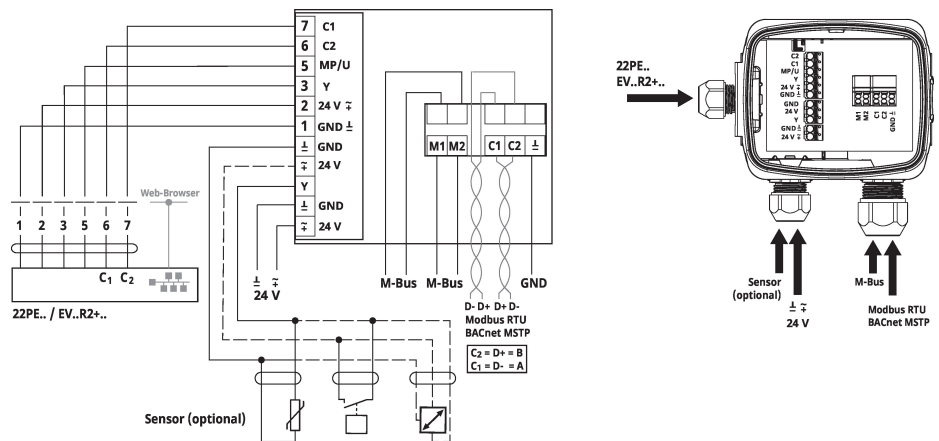 7 C1
6 C2
5 MP/U
3 Y
2 24 V ⍨
1 GND ⏚
⏚ GND
⍨ 24 V
Y
⏚ GND
⍨ 24 V
M1 M2 C1 C2 ⏚
Web-Browser
1 2 3 5 6 7
C1 C2
22PE.. / EV..R2+..
⏚ ⍨
24 V
M-Bus M-Bus GND
D- D+ D+ D-
Modbus RTU
BACnet MSTP
C2 = D+ = B
C1 = D- = A
Sensor (optional)
22PE..
EV..R2+..
C2
C1
MP/U
Y
24 V ⍨
GND ⏚
GND
24 V
Y
GND ⏚
24 V ⍨
M1
M2
C1
C2
GND ⏚
Sensor
(optional)
⏚ ⍨
24 V
M-Bus
Modbus RTU
BACnet MSTP